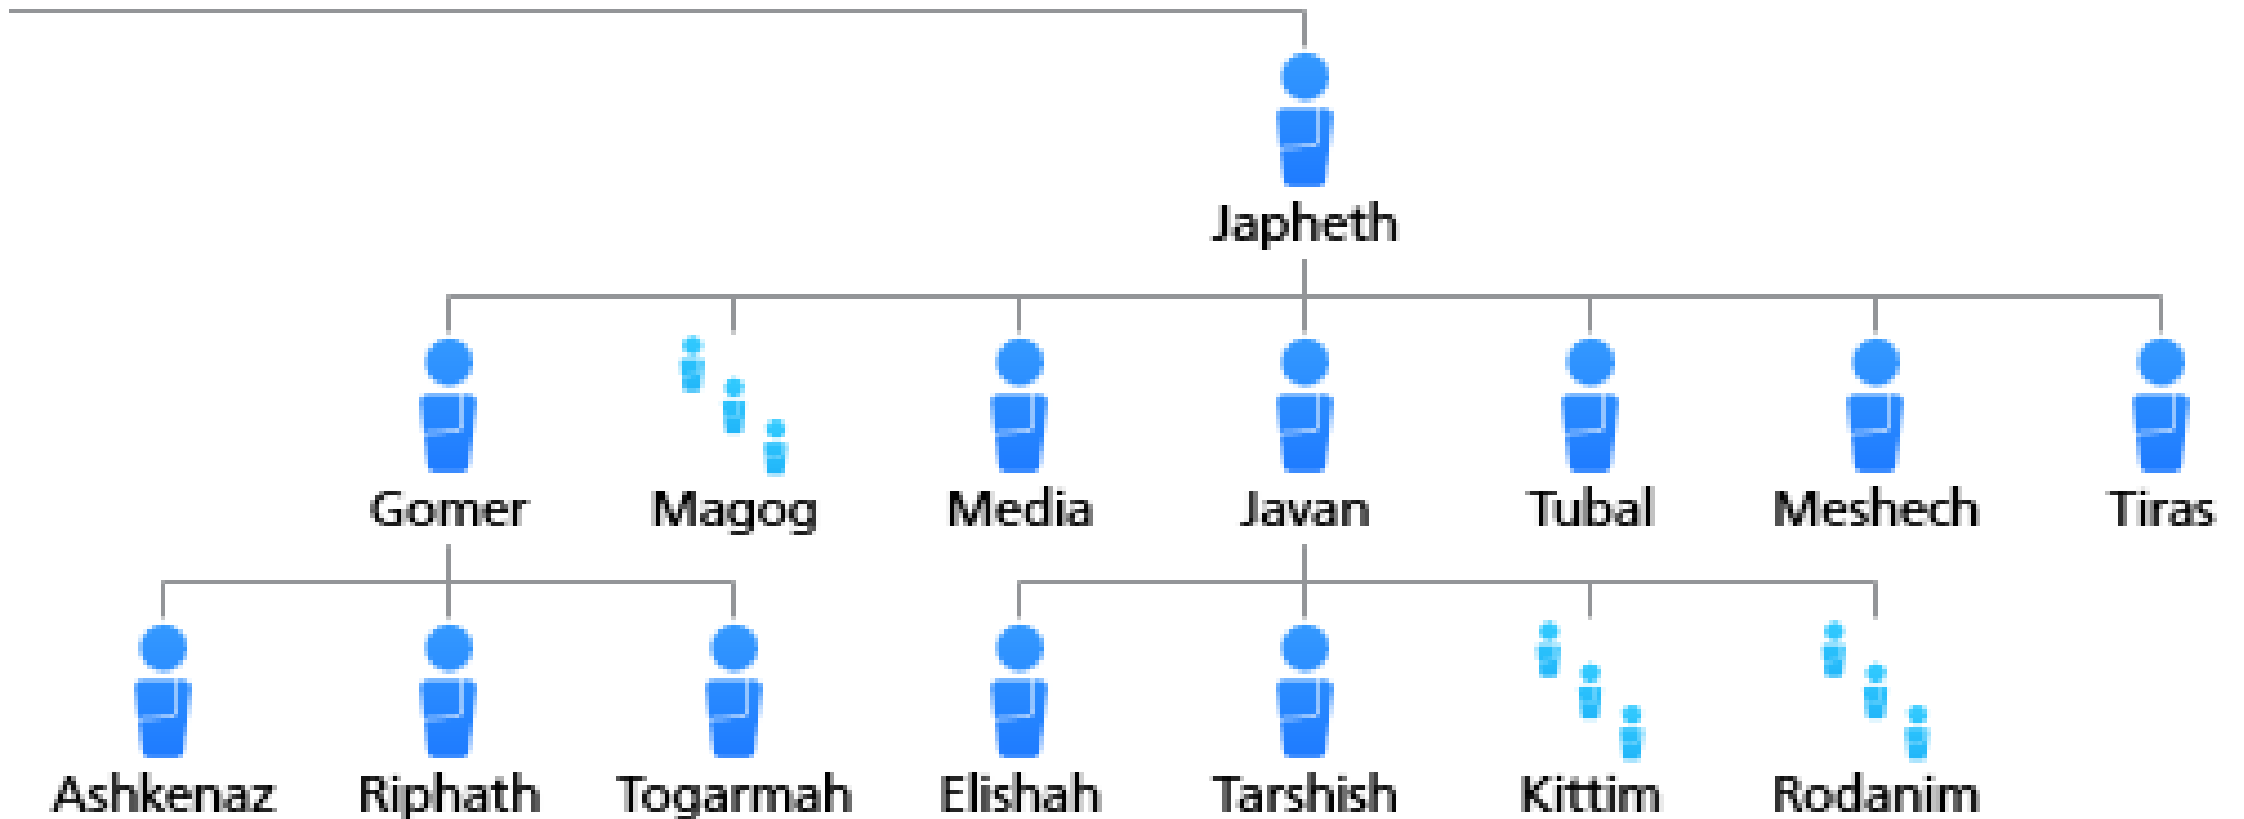 Japheth
Gomer Magog Media Javan Tubal Meshech Tiras
Ashkenaz Riphath Togarmah Elishah Tarshish Kittim Rodanim